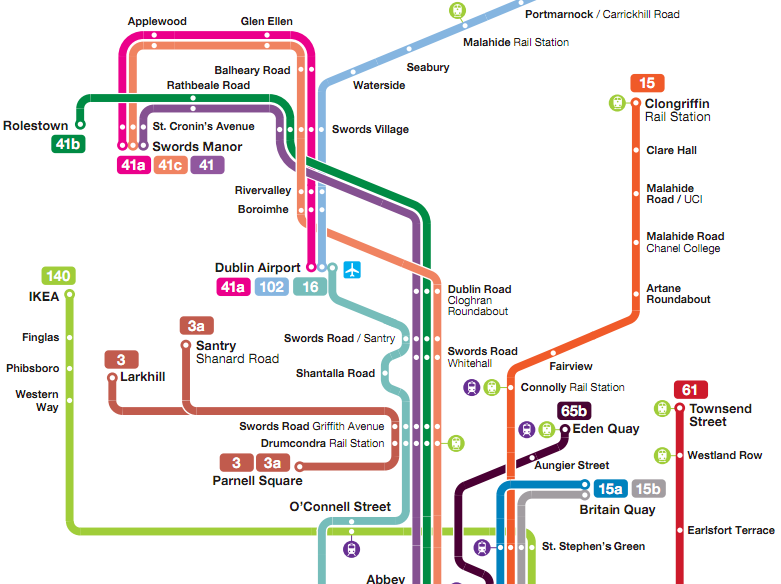 Applewood
Glen Ellen
Portmarnock / Carrickhill Road
Malahide Rail Station
Balheary Road
Seabury
Rathbeale Road
Waterside
15
Clongriffin
Rail Station
Rolestown
41b
St. Cronin's Avenue
Swords Village
Swords Manor
41a 41c 41
Clare Hall
Rivervalley
Boroimhe
Malahide
Road / UCI
Malahide Road
Chanel College
Dublin Airport
41a 102 16
140
IKEA
Dublin Road
Cloghran
Roundabout
Artane
Roundabout
3a
Santry
Shanard Road
Finglas
Swords Road / Santry
Swords Road
Whitehall
3
Larkhill
Phibsboro
Shantalla Road
Fairview
Connolly Rail Station
Western
Way
61
Townsend
Street
65b
Eden Quay
Swords Road Griffith Avenue
Drumcondra Rail Station
3 3a
Parnell Square
Aungier Street
Westland Row
15a 15b
Britain Quay
O'Connell Street
Earlsfort Terrace
St. Stephen's Green
Abbey